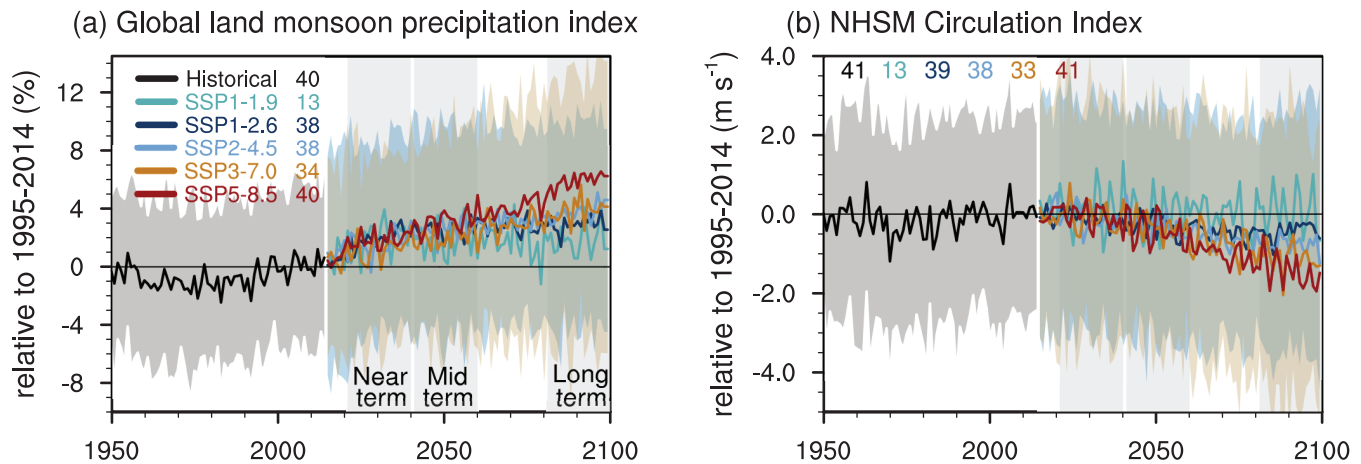 (a) Global land monsoon precipitation index
relative to 1995-2014 (%)
12
8
4
0
-4
-8
Historical 40
SSP1-1.9 13
SSP1-2.6 38
SSP2-4.5 38
SSP3-7.0 34
SSP5-8.5 40
Near term
Mid term
Long term
1950 2000 2050 2100
(b) NHSM Circulation Index
relative to 1995-2014 (m s⁻¹)
4.0
2.0
0.0
-2.0
-4.0
41 13 39 38 33 41
1950 2000 2050 2100